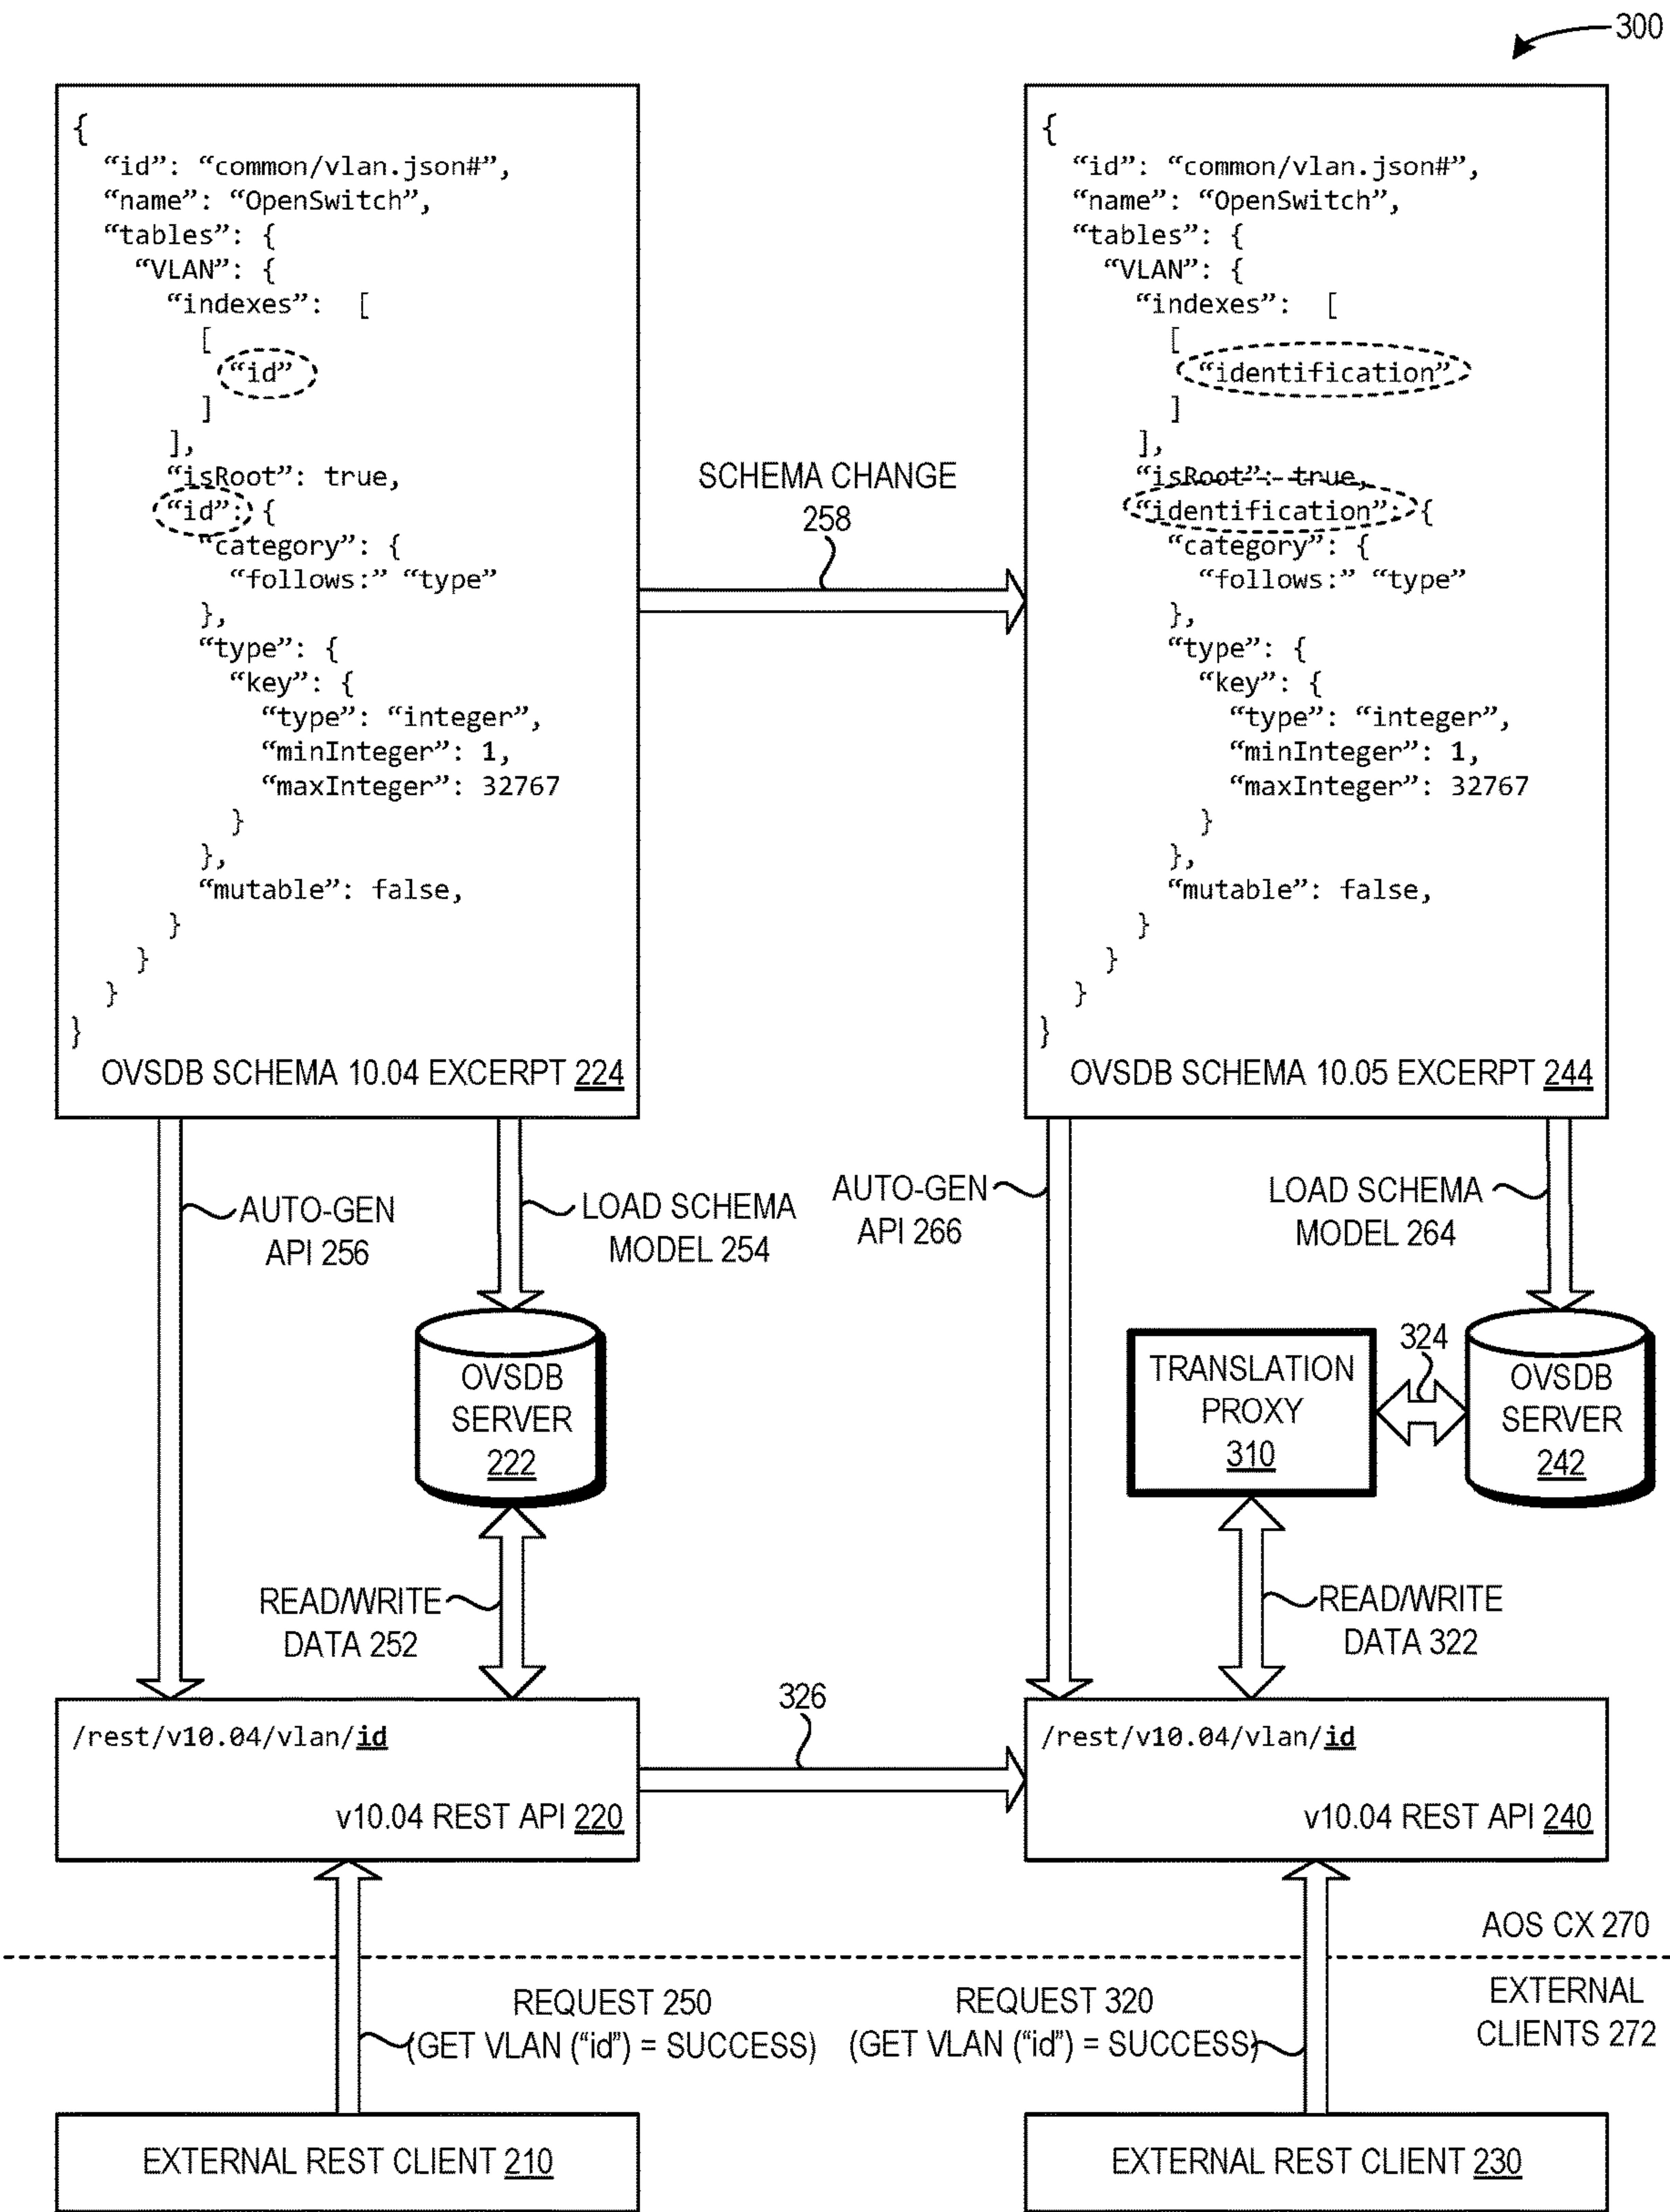 300
{
“id”: “common/vlan.json#”,
“name”: “OpenSwitch”,
“tables”: {
“VLAN”: {
“indexes”: [
[
“id”
]
],
“isRoot”: true,
“id”: {
“category”: {
“follows:” “type”
},
“type”: {
“key”: {
“type”: “integer”,
“minInteger”: 1,
“maxInteger”: 32767
}
},
“mutable”: false,
}
}
}
}
OVSDB SCHEMA 10.04 EXCERPT 224
SCHEMA CHANGE
258
{
“id”: “common/vlan.json#”,
“name”: “OpenSwitch”,
“tables”: {
“VLAN”: {
“indexes”: [
[
“identification”
]
],
“isRoot”: true,
“identification”: {
“category”: {
“follows:” “type”
},
“type”: {
“key”: {
“type”: “integer”,
“minInteger”: 1,
“maxInteger”: 32767
}
},
“mutable”: false,
}
}
}
}
OVSDB SCHEMA 10.05 EXCERPT 244
AUTO-GEN
API 256
LOAD SCHEMA
MODEL 254
AUTO-GEN
API 266
LOAD SCHEMA
MODEL 264
OVSDB
SERVER
222
TRANSLATION
PROXY
310
324
OVSDB
SERVER
242
READ/WRITE
DATA 252
READ/WRITE
DATA 322
/rest/v10.04/vlan/id
v10.04 REST API 220
326
/rest/v10.04/vlan/id
v10.04 REST API 240
AOS CX 270
REQUEST 250
(GET VLAN (“id”) = SUCCESS)
REQUEST 320
(GET VLAN (“id”) = SUCCESS)
EXTERNAL
CLIENTS 272
EXTERNAL REST CLIENT 210
EXTERNAL REST CLIENT 230